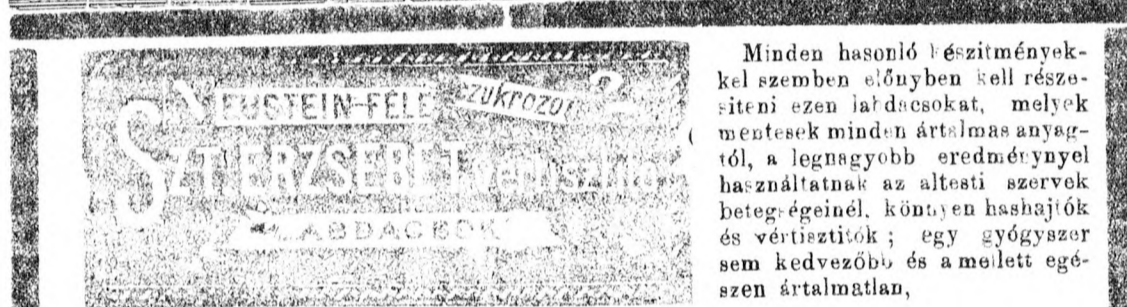 NEUSTEIN-FÉLE
czukrozott
SZT. ERZSÉBET vértisztitó
LABDACSOK
Minden hasonló készitmények-
kel szemben előnyben kell része-
siteni ezen labdacsokat, melyek
mentesek minden ártalmas anyag-
tól, a legnagyobb eredménynyel
használtatnak az altesti szervek
betegségeinél, könnyen hashajtók
és vértisztitók ; egy gyógyszer
sem kedvezőbb és a mellett egé-
szen ártalmatlan,